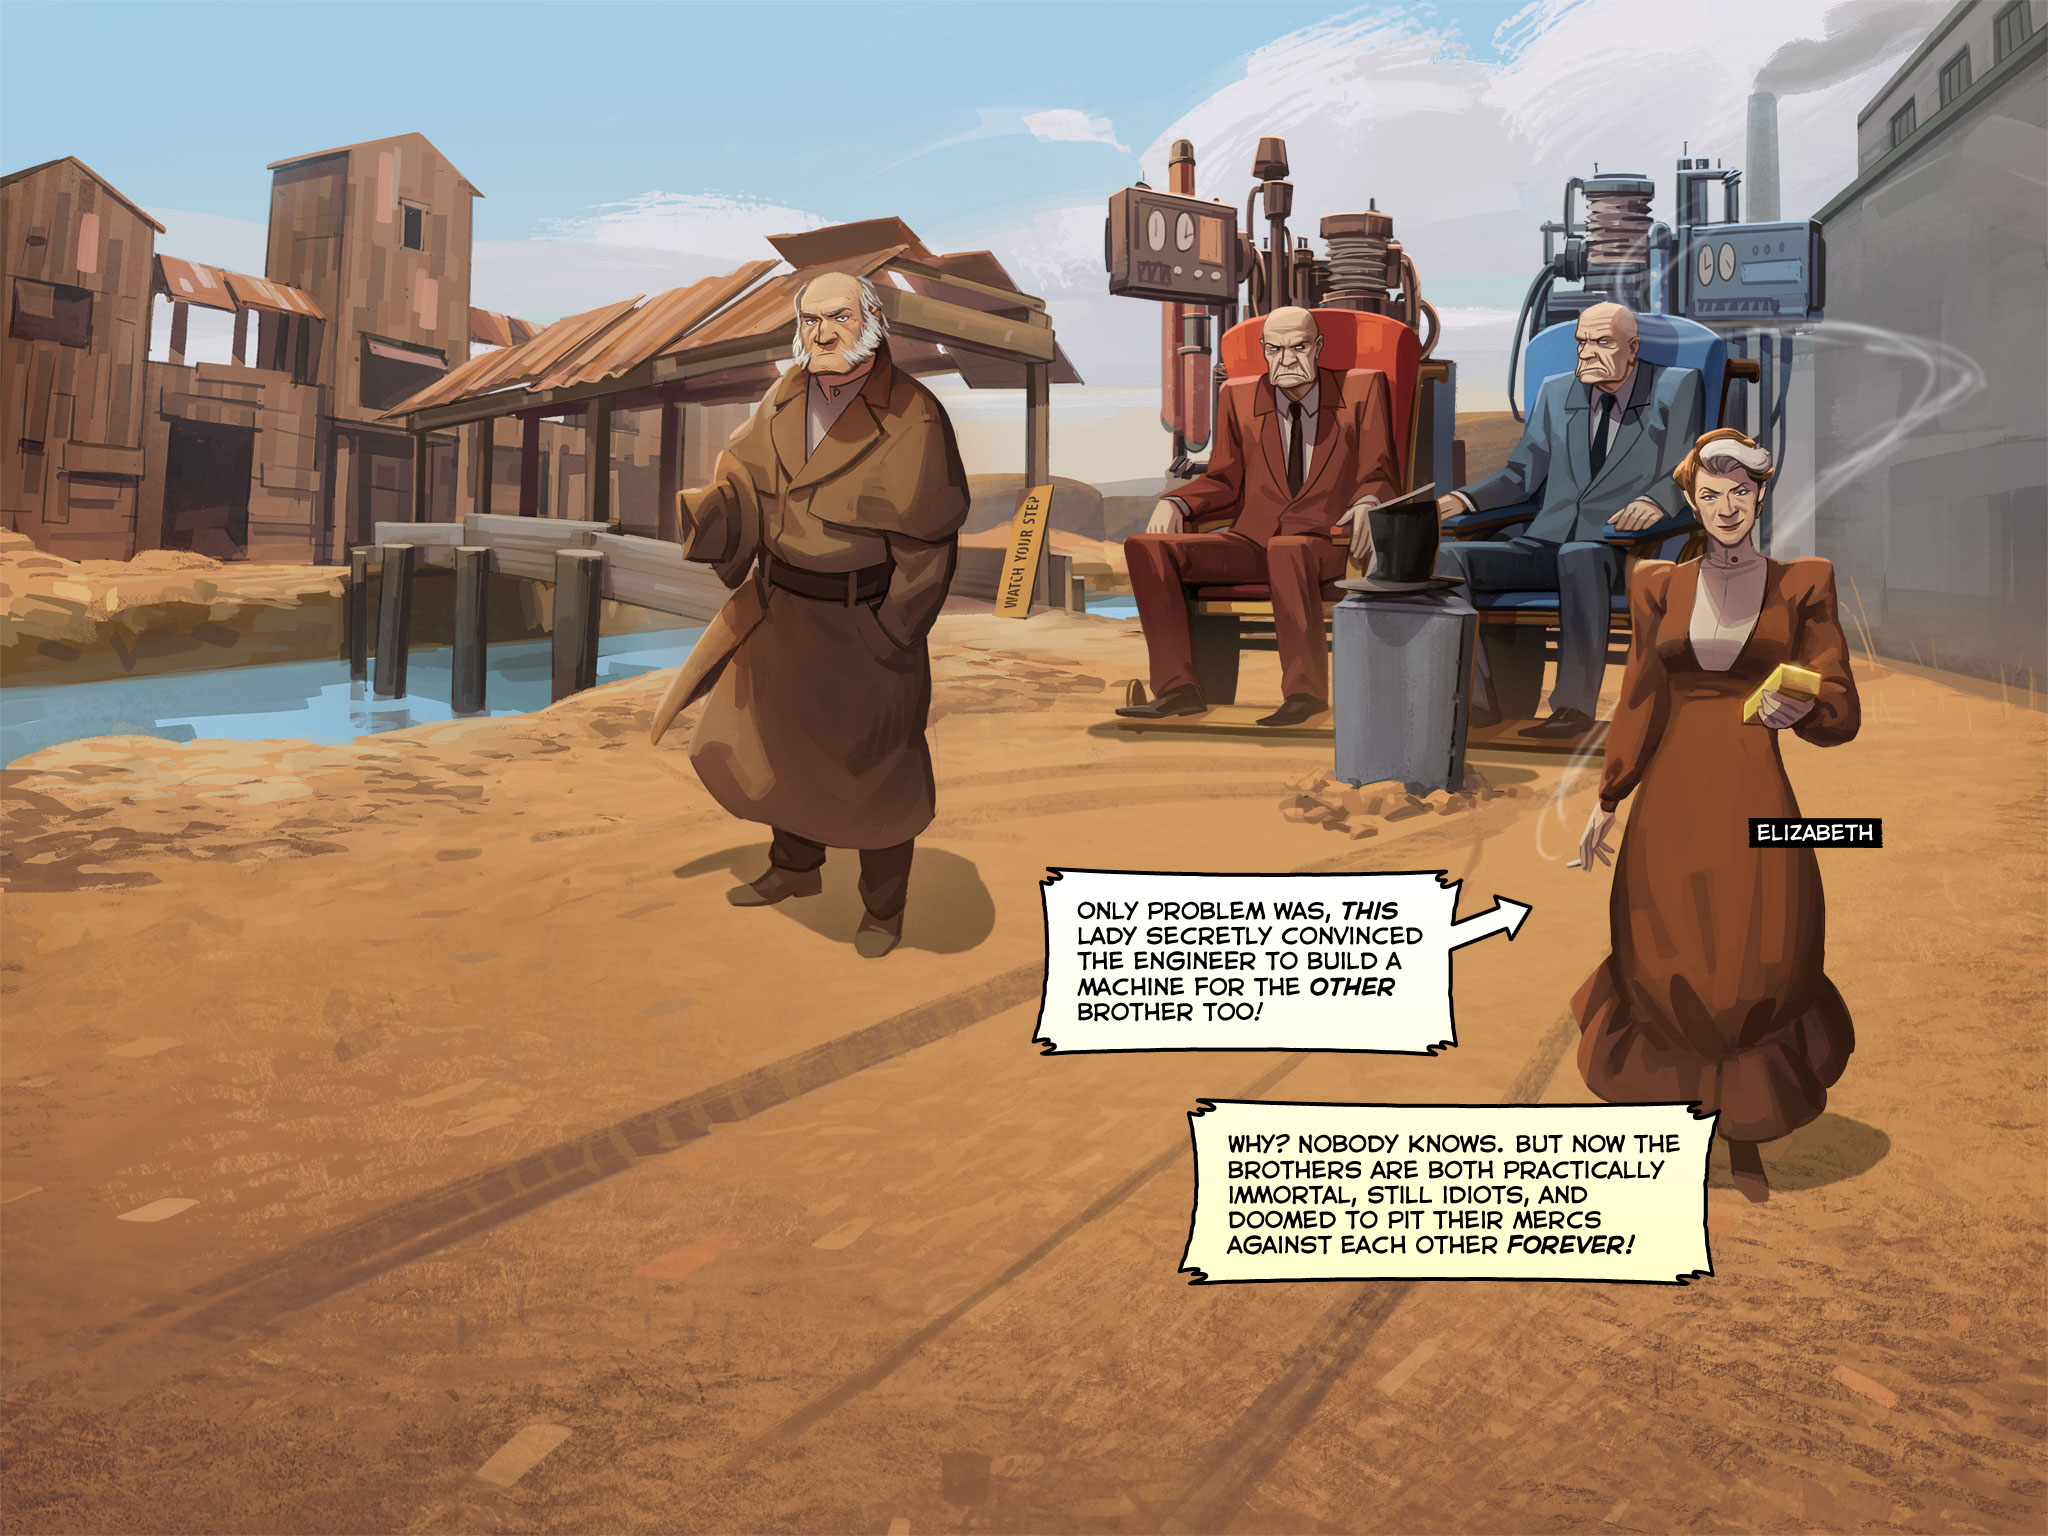 WATCH YOUR STEP
ELIZABETH
ONLY PROBLEM WAS, THIS
LADY SECRETLY CONVINCED
THE ENGINEER TO BUILD A
MACHINE FOR THE OTHER
BROTHER TOO!
WHY? NOBODY KNOWS. BUT NOW THE
BROTHERS ARE BOTH PRACTICALLY
IMMORTAL, STILL IDIOTS, AND
DOOMED TO PIT THEIR MERCS
AGAINST EACH OTHER FOREVER!